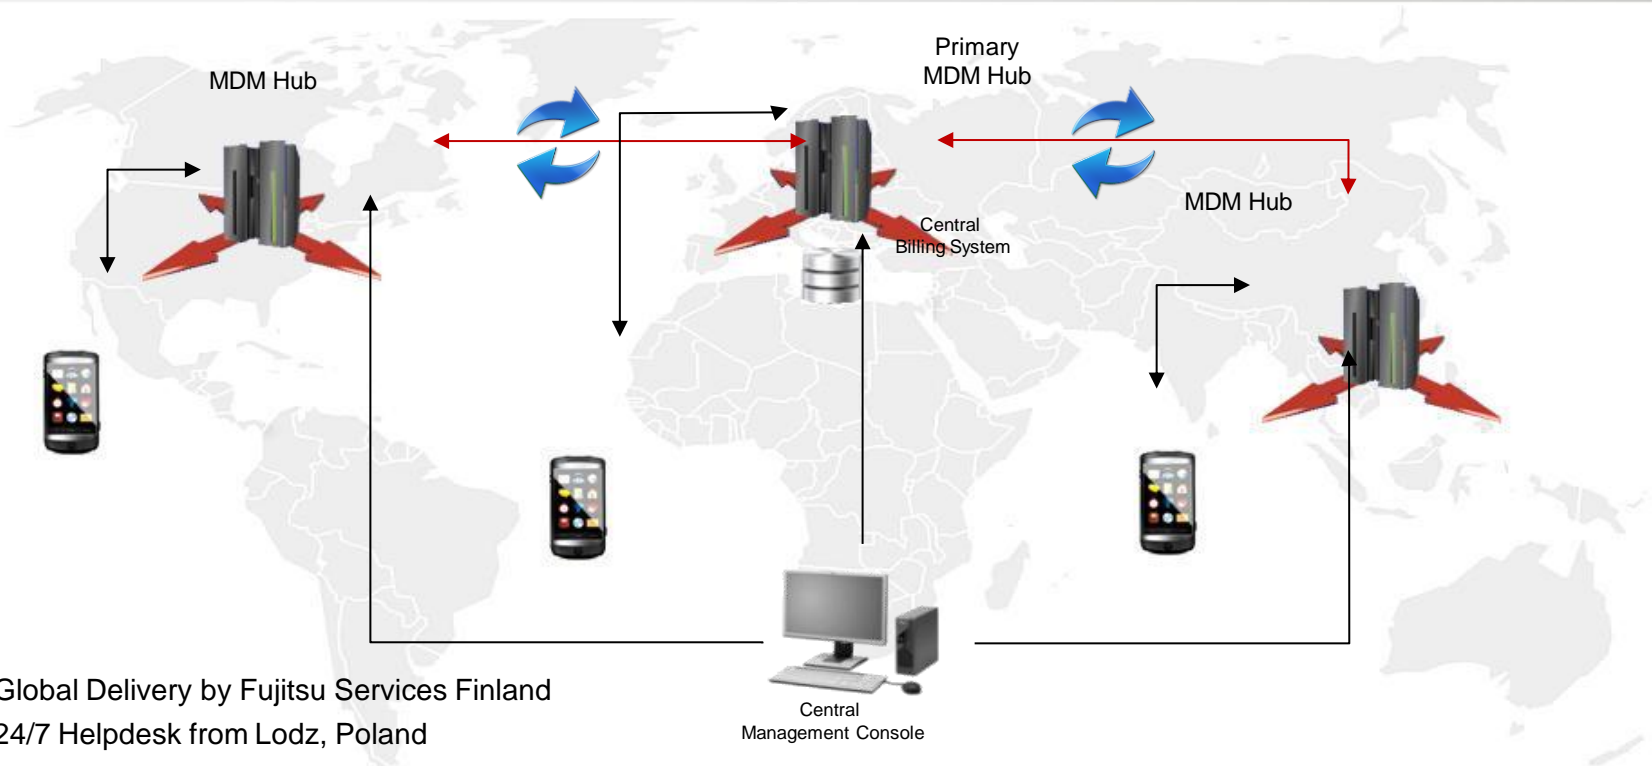 Primary
MDM Hub
MDM Hub
MDM Hub
Central
Billing System
Global Delivery by Fujitsu Services Finland
24/7 Helpdesk from Lodz, Poland
Central
Management Console